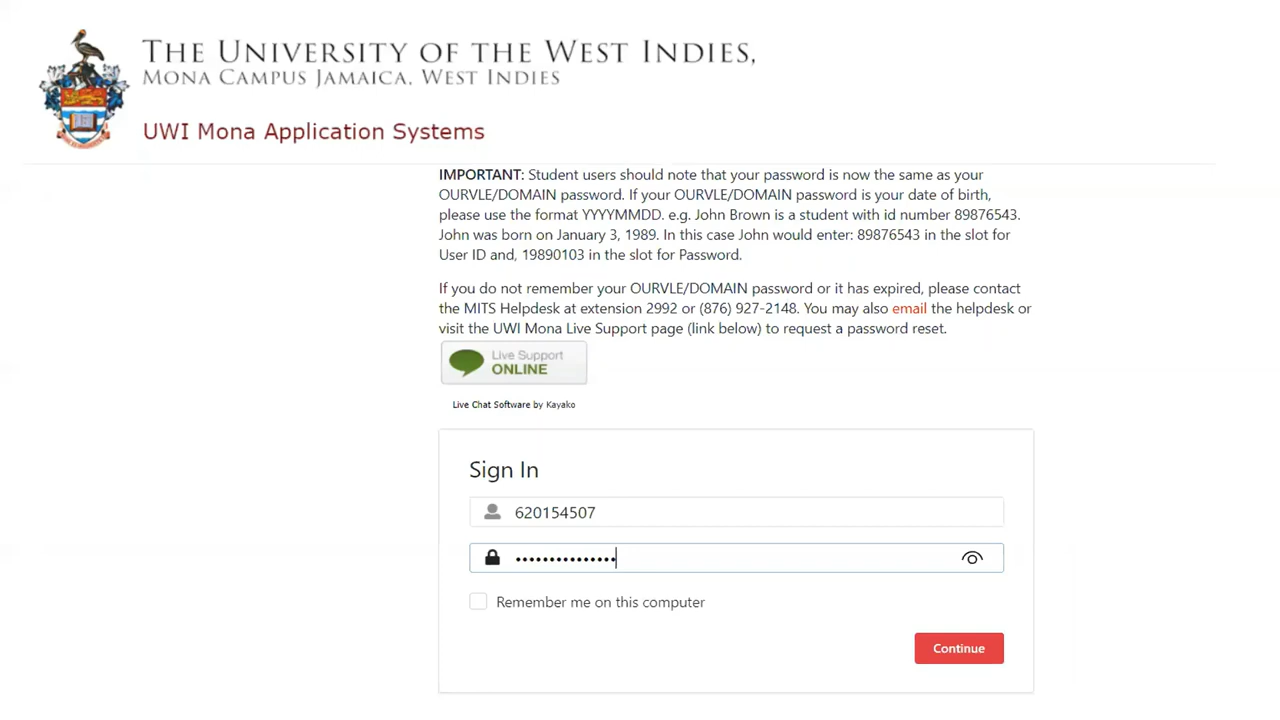 THE UNIVERSITY OF THE WEST INDIES,
MONA CAMPUS JAMAICA, WEST INDIES
UWI Mona Application Systems
IMPORTANT: Student users should note that your password is now the same as your
OURVLE/DOMAIN password. If your OURVLE/DOMAIN password is your date of birth,
please use the format YYYYMMDD. e.g. John Brown is a student with id number 89876543.
John was born on January 3, 1989. In this case John would enter: 89876543 in the slot for
User ID and, 19890103 in the slot for Password.
If you do not remember your OURVLE/DOMAIN password or it has expired, please contact
the MITS Helpdesk at extension 2992 or (876) 927-2148. You may also email the helpdesk or
visit the UWI Mona Live Support page (link below) to request a password reset.
Live Support
ONLINE
Live Chat Software by Kayako
Sign In
620154507
•••••••••••••••
Remember me on this computer
Continue